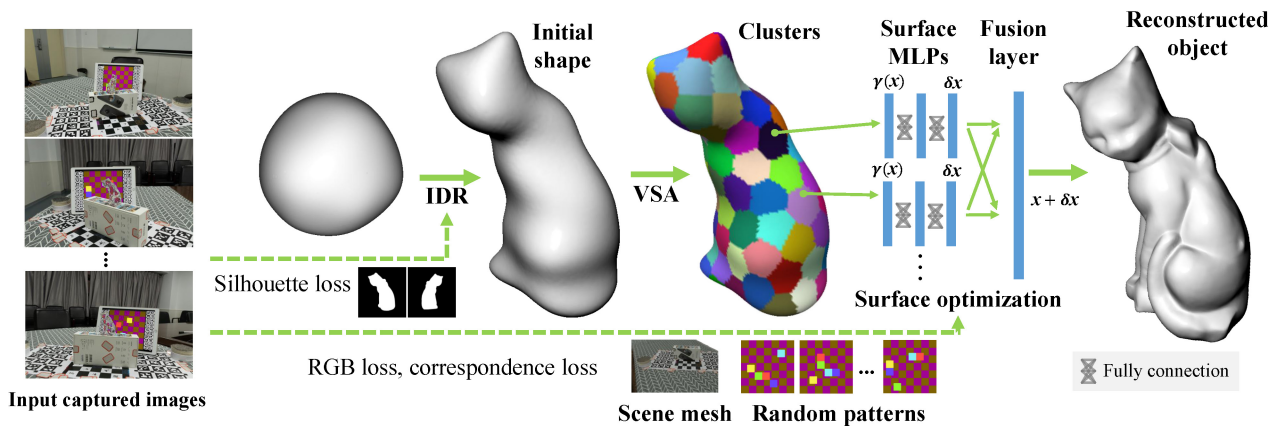 Input captured images
Silhouette loss
IDR
Initial
shape
VSA
Clusters
Surface
MLPs
γ(x)
δx
γ(x)
δx
Fusion
layer
x + δx
Reconstructed
object
Surface optimization
RGB loss, correspondence loss
Scene mesh
Random patterns
Fully connection